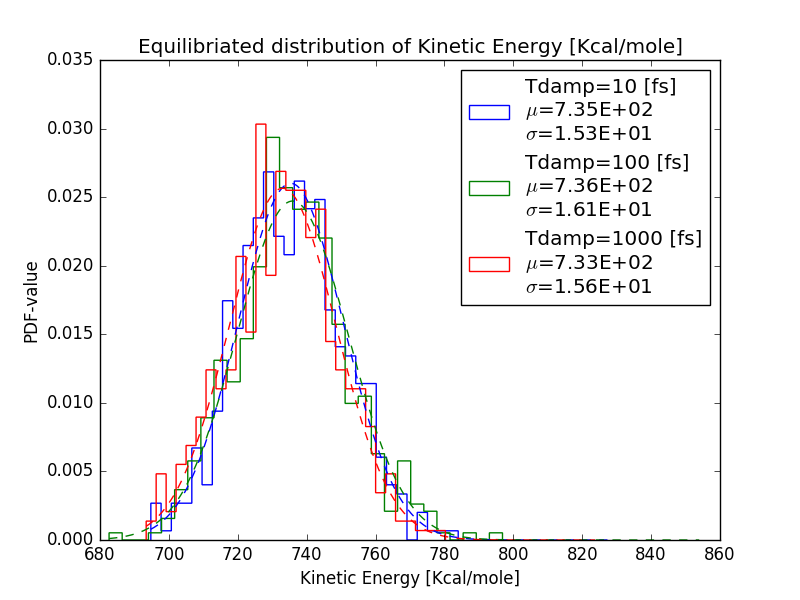 Equilibriated distribution of Kinetic Energy [Kcal/mole]
0.035
0.030
0.025
0.020
0.015
0.010
0.005
0.000
PDF-value
Tdamp=10 [fs]
μ=7.35E+02
σ=1.53E+01
Tdamp=100 [fs]
μ=7.36E+02
σ=1.61E+01
Tdamp=1000 [fs]
μ=7.33E+02
σ=1.56E+01
680 700 720 740 760 780 800 820 840 860
Kinetic Energy [Kcal/mole]